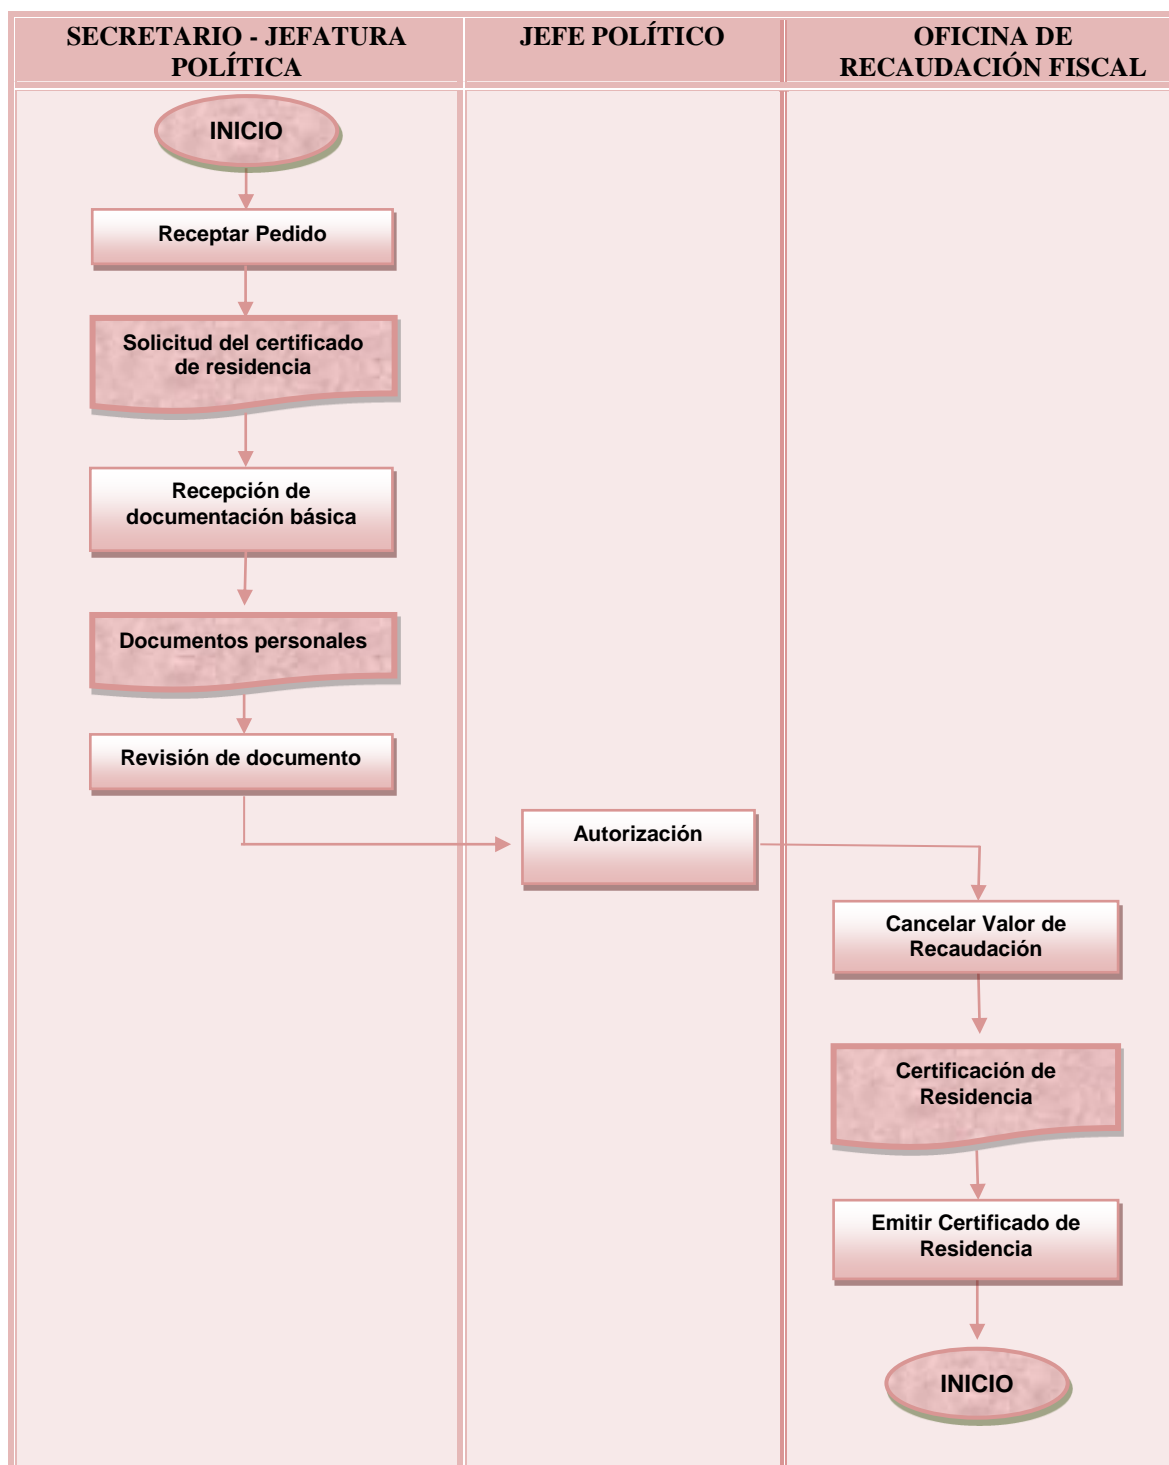 SECRETARIO - JEFATURA
POLÍTICA
JEFE POLÍTICO
OFICINA DE
RECAUDACIÓN FISCAL
INICIO
Receptar Pedido
Solicitud del certificado
de residencia
Recepción de
documentación básica
Documentos personales
Revisión de documento
Autorización
Cancelar Valor de
Recaudación
Certificación de
Residencia
Emitir Certificado de
Residencia
INICIO